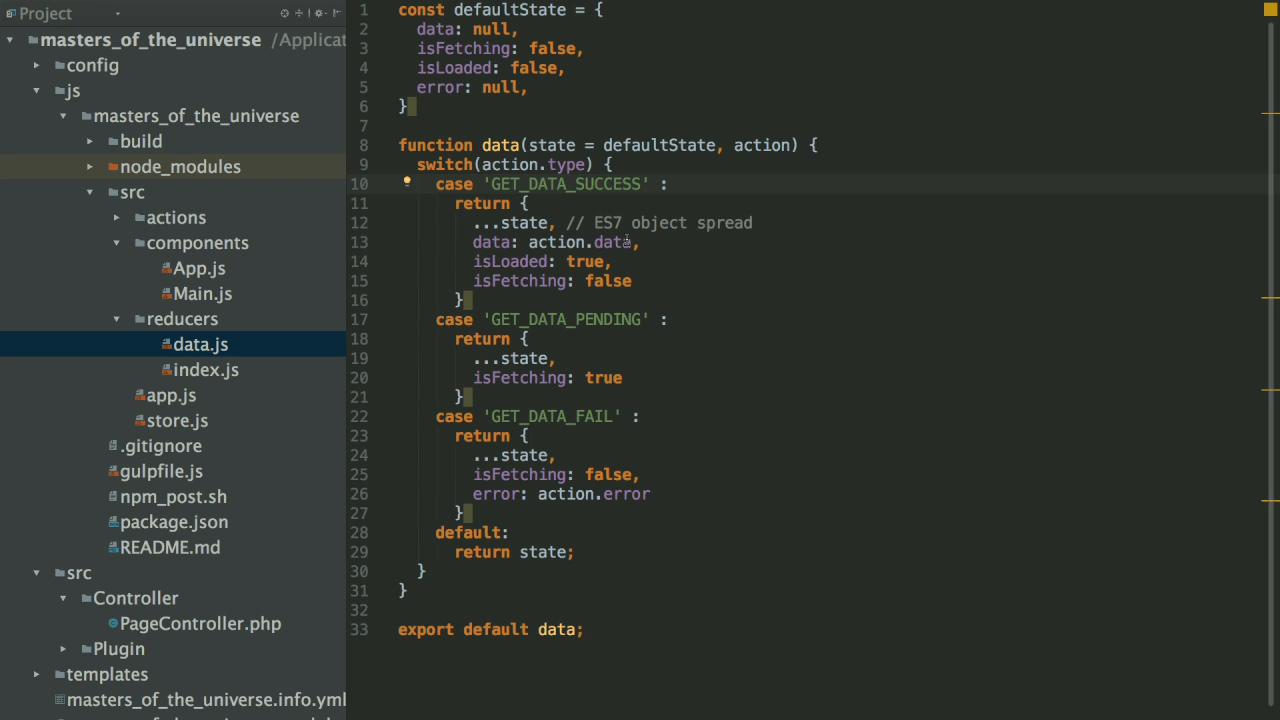 Project
masters_of_the_universe /Applicat
config
js
masters_of_the_universe
build
node_modules
src
actions
components
App.js
Main.js
reducers
data.js
index.js
app.js
store.js
.gitignore
gulpfile.js
npm_post.sh
package.json
README.md
src
Controller
PageController.php
Plugin
templates
masters_of_the_universe.info.yml
1 const defaultState = {
2 data: null,
3 isFetching: false,
4 isLoaded: false,
5 error: null,
6 }
7
8 function data(state = defaultState, action) {
9 switch(action.type) {
10 case 'GET_DATA_SUCCESS' :
11 return {
12 ...state, // ES7 object spread
13 data: action.data,
14 isLoaded: true,
15 isFetching: false
16 }
17 case 'GET_DATA_PENDING' :
18 return {
19 ...state,
20 isFetching: true
21 }
22 case 'GET_DATA_FAIL' :
23 return {
24 ...state,
25 isFetching: false,
26 error: action.error
27 }
28 default:
29 return state;
30 }
31 }
32
33 export default data;